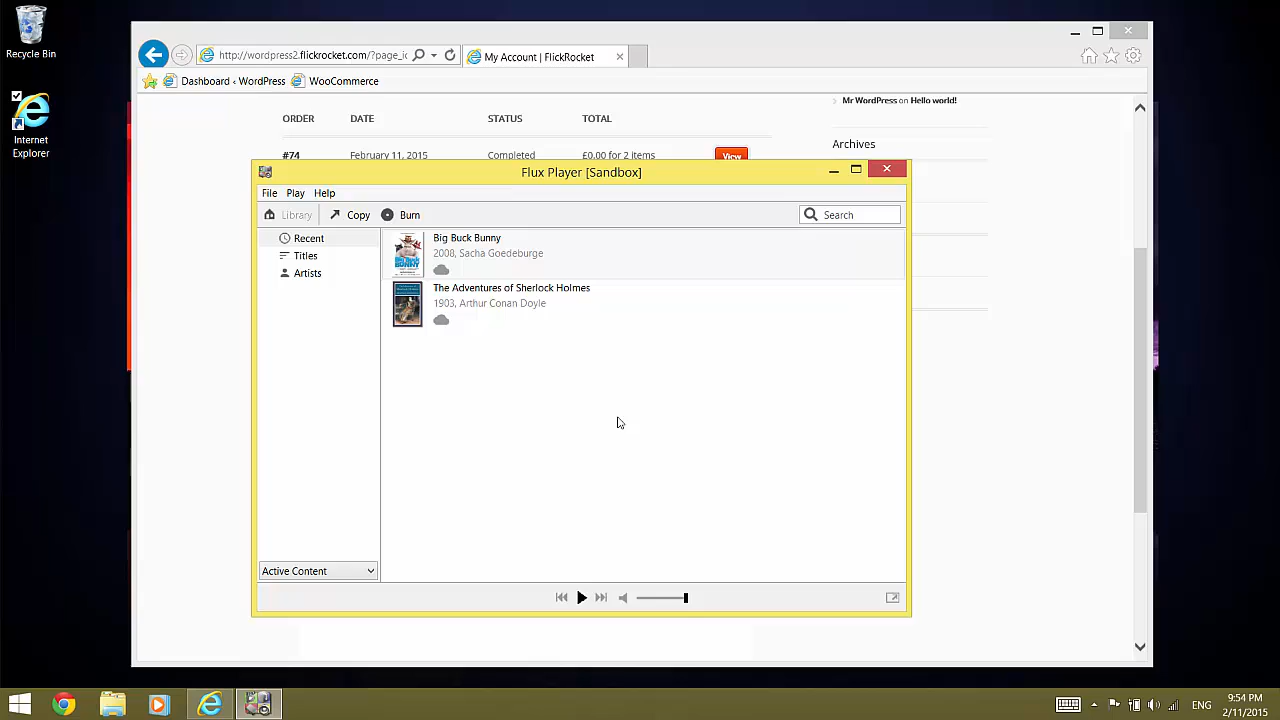 Recycle Bin
Internet
Explorer
http://wordpress2.flickrocket.com/?page_ic
My Account | FlickRocket
Dashboard ‹ WordPress
WooCommerce
Mr WordPress on Hello world!
Archives
ORDER DATE STATUS TOTAL
#74 February 11, 2015 Completed £0.00 for 2 items View
Flux Player [Sandbox]
File Play Help
Library Copy Burn Search
Recent
Titles
Artists
Big Buck Bunny
2008, Sacha Goedeburge
The Adventures of Sherlock Holmes
1903, Arthur Conan Doyle
Active Content
ENG
9:54 PM
2/11/2015